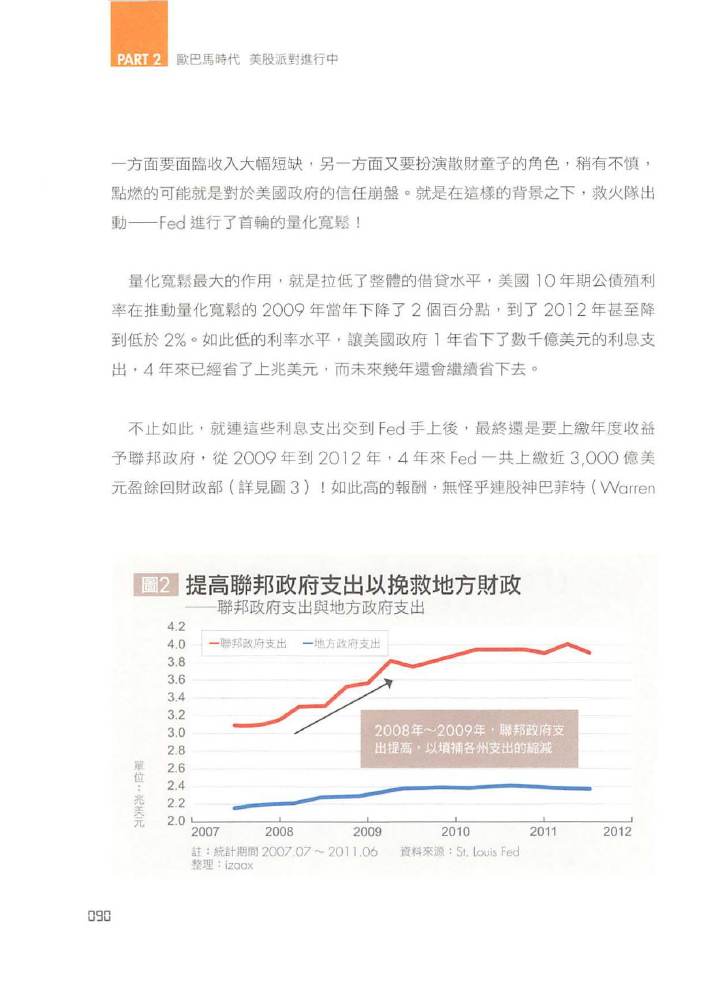 PART 2 歐巴馬時代 美股派對進行中
一方面要面臨收入大幅短缺，另一方面又要扮演散財童子的角色，稍有不慎，
點燃的可能就是對於美國政府的信任崩盤。就是在這樣的背景之下，救火隊出
動——Fed 進行了首輪的量化寬鬆！
量化寬鬆最大的作用，就是拉低了整體的借貸水平，美國 10 年期公債殖利
率在推動量化寬鬆的 2009 年當年下降了 2 個百分點，到了 2012 年甚至降
到低於 2%。如此低的利率水平，讓美國政府 1 年省下了數千億美元的利息支
出，4 年來已經省了上兆美元，而未來幾年還會繼續省下去。
不止如此，就連這些利息支出交到 Fed 手上後，最終還是要上繳年度收益
予聯邦政府，從 2009 年到 2012 年，4 年來 Fed 一共上繳近 3,000 億美
元盈餘回財政部（詳見圖 3）！如此高的報酬，無怪乎連股神巴菲特（Warren
圖2 提高聯邦政府支出以挽救地方財政
——聯邦政府支出與地方政府支出
4.2
4.0
3.8
3.6
3.4
3.2
3.0
2.8
2.6
2.4
2.2
2.0
聯邦政府支出 地方政府支出
2008年～2009年，聯邦政府支
出提高，以填補各州支出的縮減
單位：兆美元
2007 2008 2009 2010 2011 2012
註：統計期間 2007.07 ～ 2011.06 資料來源：St. Louis Fed
整理：izaax
090